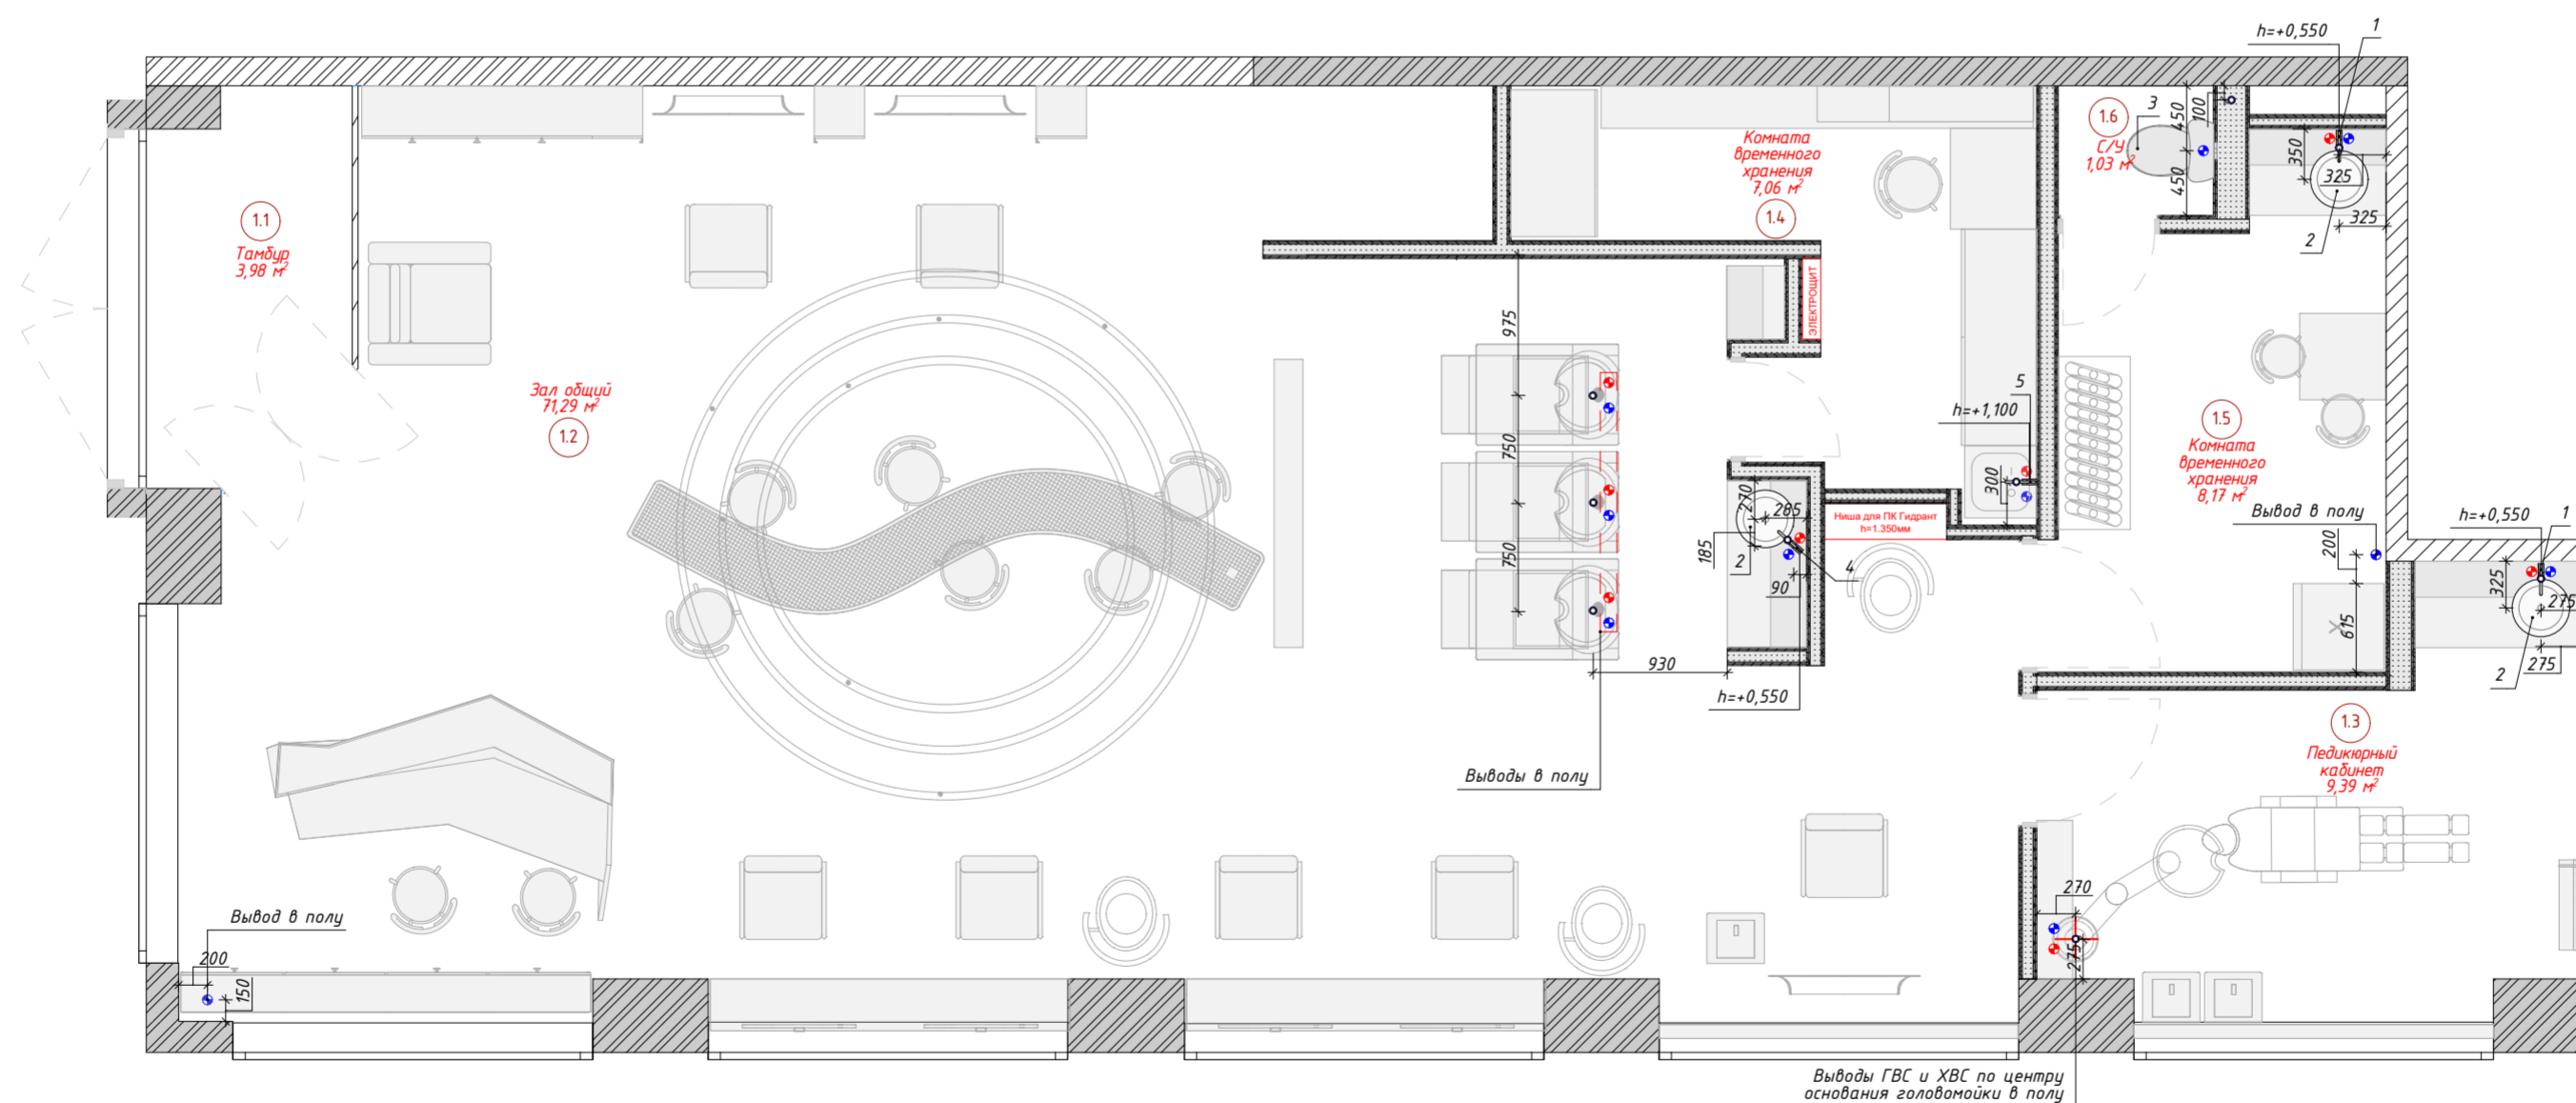 h=+0,550
1
1.6
С/У
1,03 м²
3
450
100
450
350
325
325
2
Комната
временного
хранения
7,06 м²
1.4
1.1
Тамбур
3,98 м²
ЭЛЕКТРОЩИТ
975
Зал общий
71,29 м²
1.2
5
h=+1,100
1.5
Комната
временного
хранения
8,17 м²
750
300
270
285
Ниша для ПК Гидрант
h=1.350мм
Вывод в полу
h=+0,550
1
200
185
2
750
4
90
325
275
615
X
275
2
930
h=+0,550
1.3
Педикюрный
кабинет
9,39 м²
Выводы в полу
270
275
Вывод в полу
200
150
Выводы ГВС и ХВС по центру
основания головомойки в полу